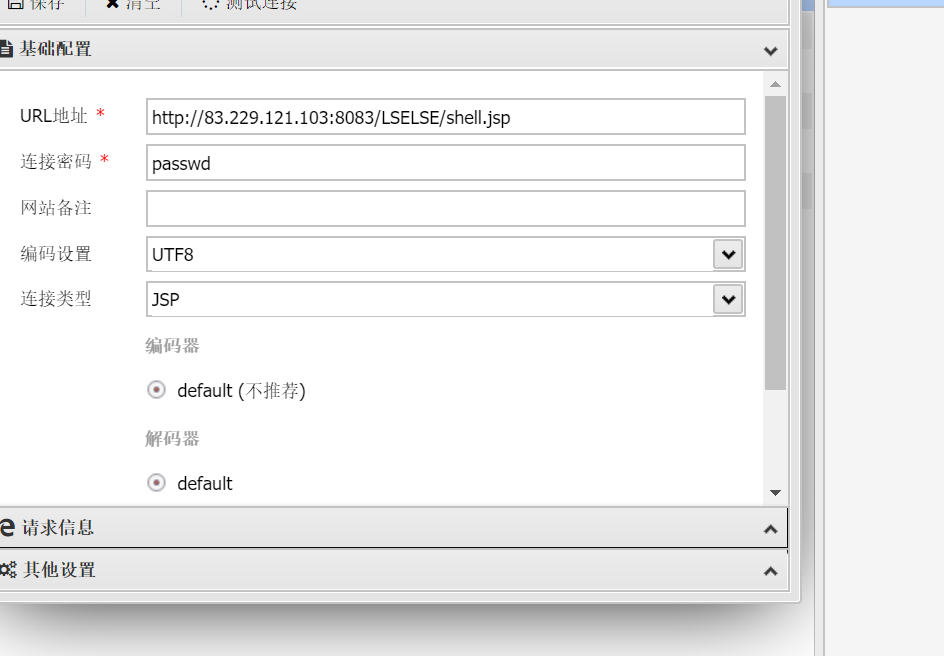 保存 清空 测试连接
基础配置
URL地址 * http://83.229.121.103:8083/LSELSE/shell.jsp
连接密码 * passwd
网站备注
编码设置 UTF8
连接类型 JSP
编码器
default (不推荐)
解码器
default
请求信息
其他设置